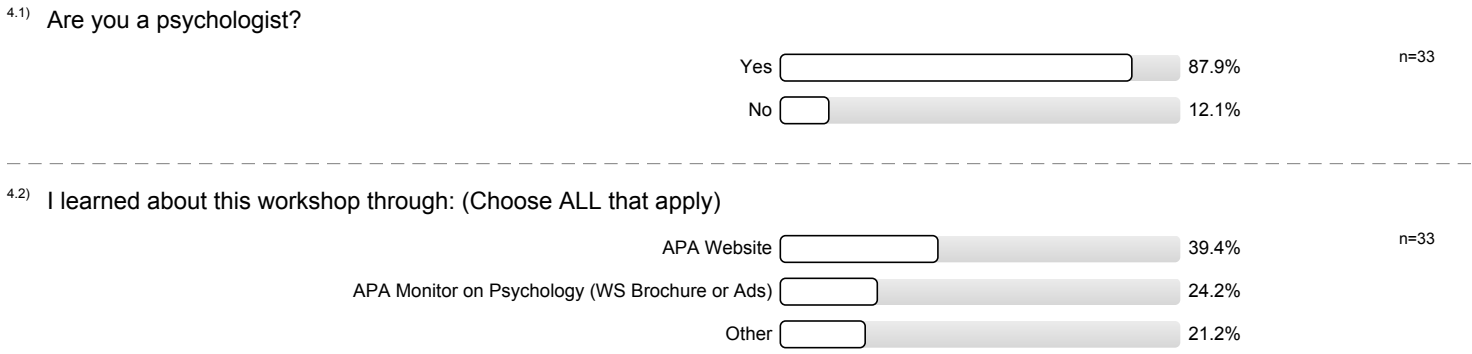 4.1) Are you a psychologist?
Yes 87.9% n=33
No 12.1%
4.2) I learned about this workshop through: (Choose ALL that apply)
APA Website 39.4% n=33
APA Monitor on Psychology (WS Brochure or Ads) 24.2%
Other 21.2%